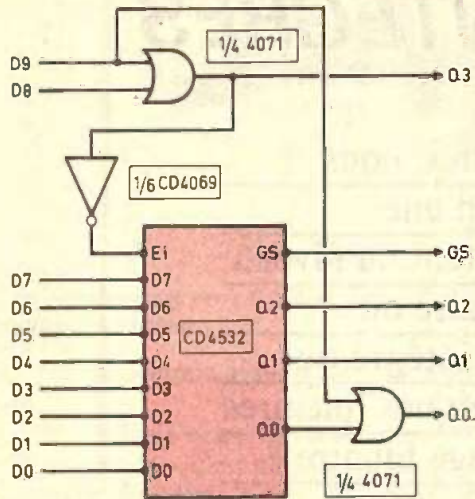 1/4 4071
D9
D8
Q3
1/6 CD4069
Ei
GS
GS
D7
D7
D6
D6
Q2
Q2
D5
D5
CD4532
D4
D4
Q1
Q1
D3
D3
D2
D2
D1
D1
Q0
Q0.
D0
D0
1/4 4071